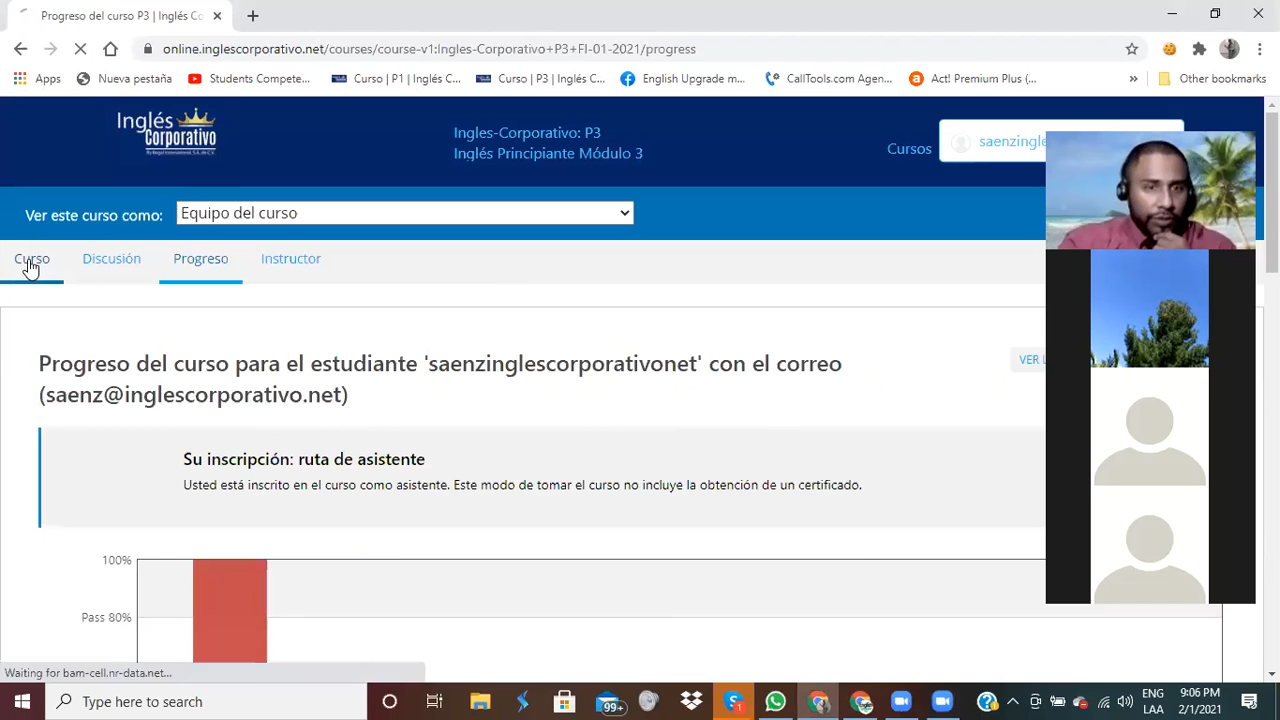 Progreso del curso P3 | Inglés Co
online.inglescorporativo.net/courses/course-v1:Ingles-Corporativo+P3+FI-01-2021/progress
Apps
Nueva pestaña
Students Compete...
Curso | P1 | Inglés C...
Curso | P3 | Inglés C...
English Upgrade m...
CallTools.com Agen...
Act! Premium Plus (...
»
Other bookmarks
Inglés
Corporativo
Ingles-Corporativo: P3
Inglés Principiante Módulo 3
Cursos
saenzingle
Ver este curso como:
Equipo del curso
Curso
Discusión
Progreso
Instructor
Progreso del curso para el estudiante 'saenzinglescorporativonet' con el correo
(saenz@inglescorporativo.net)
VER L
Su inscripción: ruta de asistente
Usted está inscrito en el curso como asistente. Este modo de tomar el curso no incluye la obtención de un certificado.
100%
Pass 80%
Waiting for bam-cell.nr-data.net...
Type here to search
99+
1
ENG
LAA
9:06 PM
2/1/2021